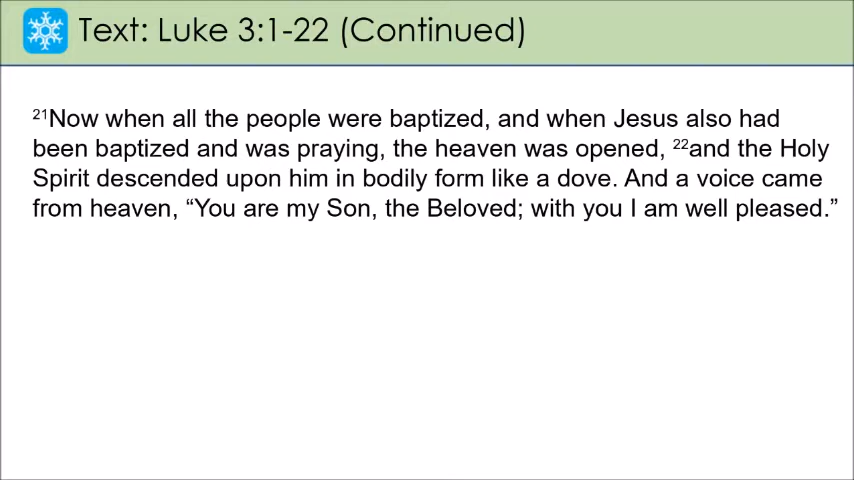 Text: Luke 3:1-22 (Continued)
²¹Now when all the people were baptized, and when Jesus also had
been baptized and was praying, the heaven was opened, ²²and the Holy
Spirit descended upon him in bodily form like a dove. And a voice came
from heaven, “You are my Son, the Beloved; with you I am well pleased.”